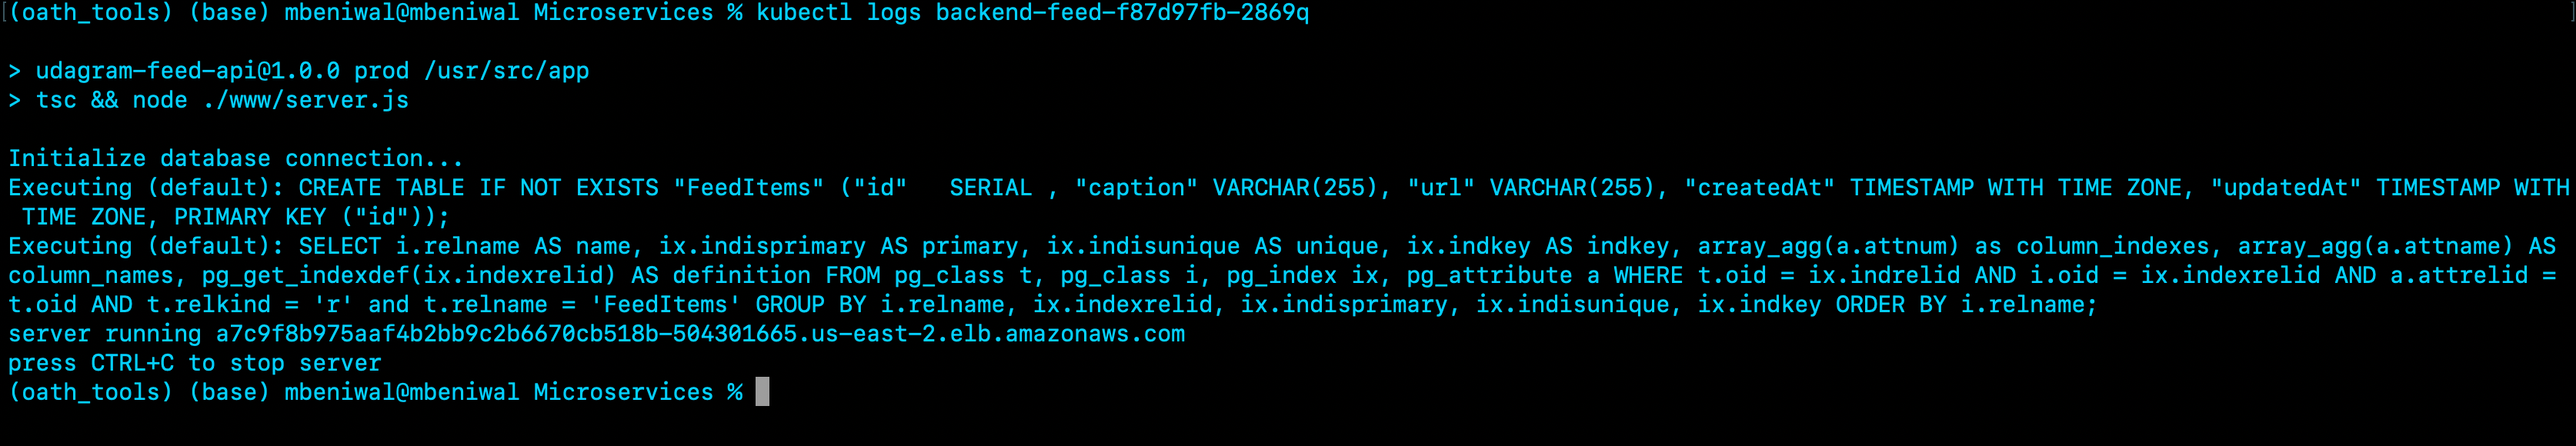 (oath_tools) (base) mbeniwal@mbeniwal Microservices % kubectl logs backend-feed-f87d97fb-2869q
> udagram-feed-api@1.0.0 prod /usr/src/app
> tsc && node ./www/server.js
Initialize database connection...
Executing (default): CREATE TABLE IF NOT EXISTS "FeedItems" ("id"   SERIAL , "caption" VARCHAR(255), "url" VARCHAR(255), "createdAt" TIMESTAMP WITH TIME ZONE, "updatedAt" TIMESTAMP WITH
 TIME ZONE, PRIMARY KEY ("id"));
Executing (default): SELECT i.relname AS name, ix.indisprimary AS primary, ix.indisunique AS unique, ix.indkey AS indkey, array_agg(a.attnum) as column_indexes, array_agg(a.attname) AS
column_names, pg_get_indexdef(ix.indexrelid) AS definition FROM pg_class t, pg_class i, pg_index ix, pg_attribute a WHERE t.oid = ix.indrelid AND i.oid = ix.indexrelid AND a.attrelid =
t.oid AND t.relkind = 'r' and t.relname = 'FeedItems' GROUP BY i.relname, ix.indexrelid, ix.indisprimary, ix.indisunique, ix.indkey ORDER BY i.relname;
server running a7c9f8b975aaf4b2bb9c2b6670cb518b-504301665.us-east-2.elb.amazonaws.com
press CTRL+C to stop server
(oath_tools) (base) mbeniwal@mbeniwal Microservices %